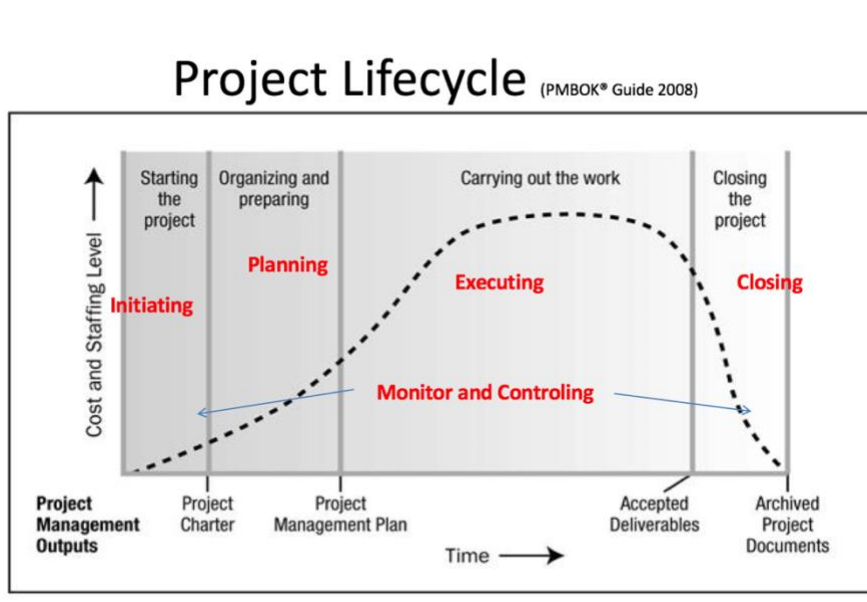 Project Lifecycle (PMBOK® Guide 2008)
Starting
the
project
Organizing and
preparing
Carrying out the work
Closing
the
project
Planning
Executing
Closing
Initiating
Monitor and Controling
Cost and Staffing Level
Project
Management
Outputs
Project
Charter
Project
Management Plan
Accepted
Deliverables
Archived
Project
Documents
Time